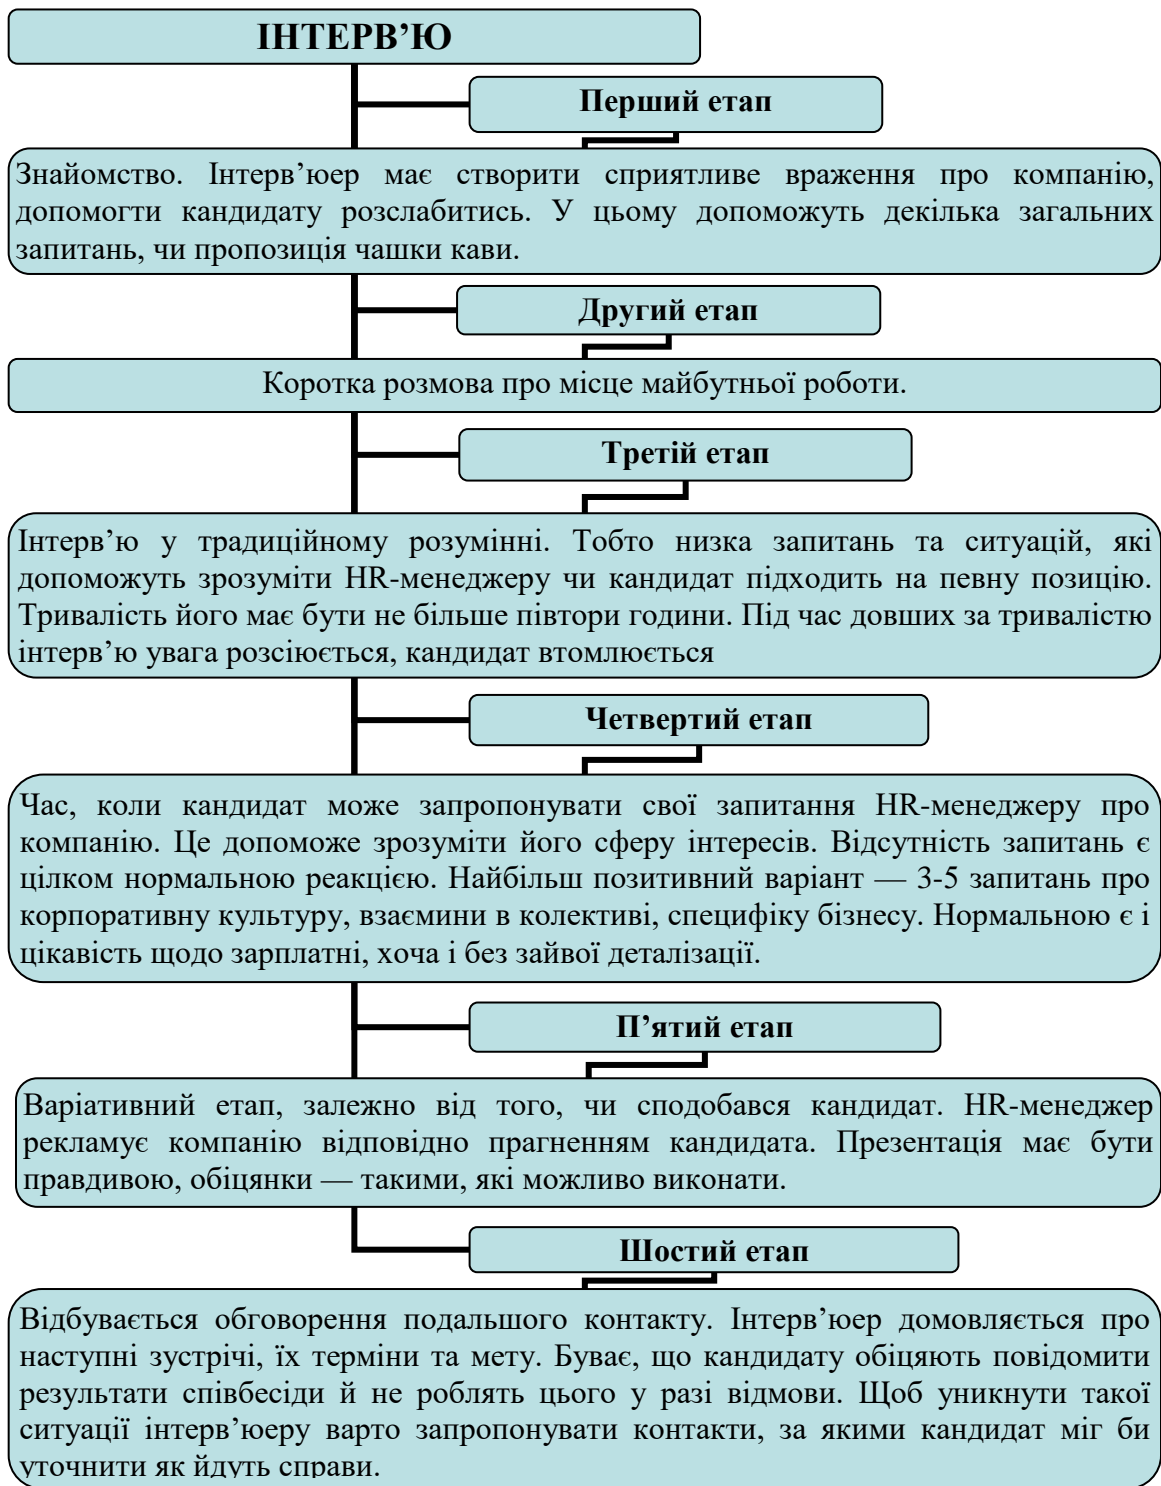 ІНТЕРВ’Ю
Перший етап
Знайомство. Інтерв’юер має створити сприятливе враження про компанію,
допомогти кандидату розслабитись. У цьому допоможуть декілька загальних
запитань, чи пропозиція чашки кави.
Другий етап
Коротка розмова про місце майбутньої роботи.
Третій етап
Інтерв’ю у традиційному розумінні. Тобто низка запитань та ситуацій, які
допоможуть зрозуміти HR-менеджеру чи кандидат підходить на певну позицію.
Тривалість його має бути не більше півтори години. Під час довших за тривалістю
інтерв’ю увага розсіюється, кандидат втомлюється
Четвертий етап
Час, коли кандидат може запропонувати свої запитання HR-менеджеру про
компанію. Це допоможе зрозуміти його сферу інтересів. Відсутність запитань є
цілком нормальною реакцією. Найбільш позитивний варіант — 3-5 запитань про
корпоративну культуру, взаємини в колективі, специфіку бізнесу. Нормальною є і
цікавість щодо зарплатні, хоча і без зайвої деталізації.
П’ятий етап
Варіативний етап, залежно від того, чи сподобався кандидат. HR-менеджер
рекламує компанію відповідно прагненням кандидата. Презентація має бути
правдивою, обіцянки — такими, які можливо виконати.
Шостий етап
Відбувається обговорення подальшого контакту. Інтерв’юер домовляється про
наступні зустрічі, їх терміни та мету. Буває, що кандидату обіцяють повідомити
результати співбесіди й не роблять цього у разі відмови. Щоб уникнути такої
ситуації інтерв’юеру варто запропонувати контакти, за якими кандидат міг би
уточнити як йдуть справи.